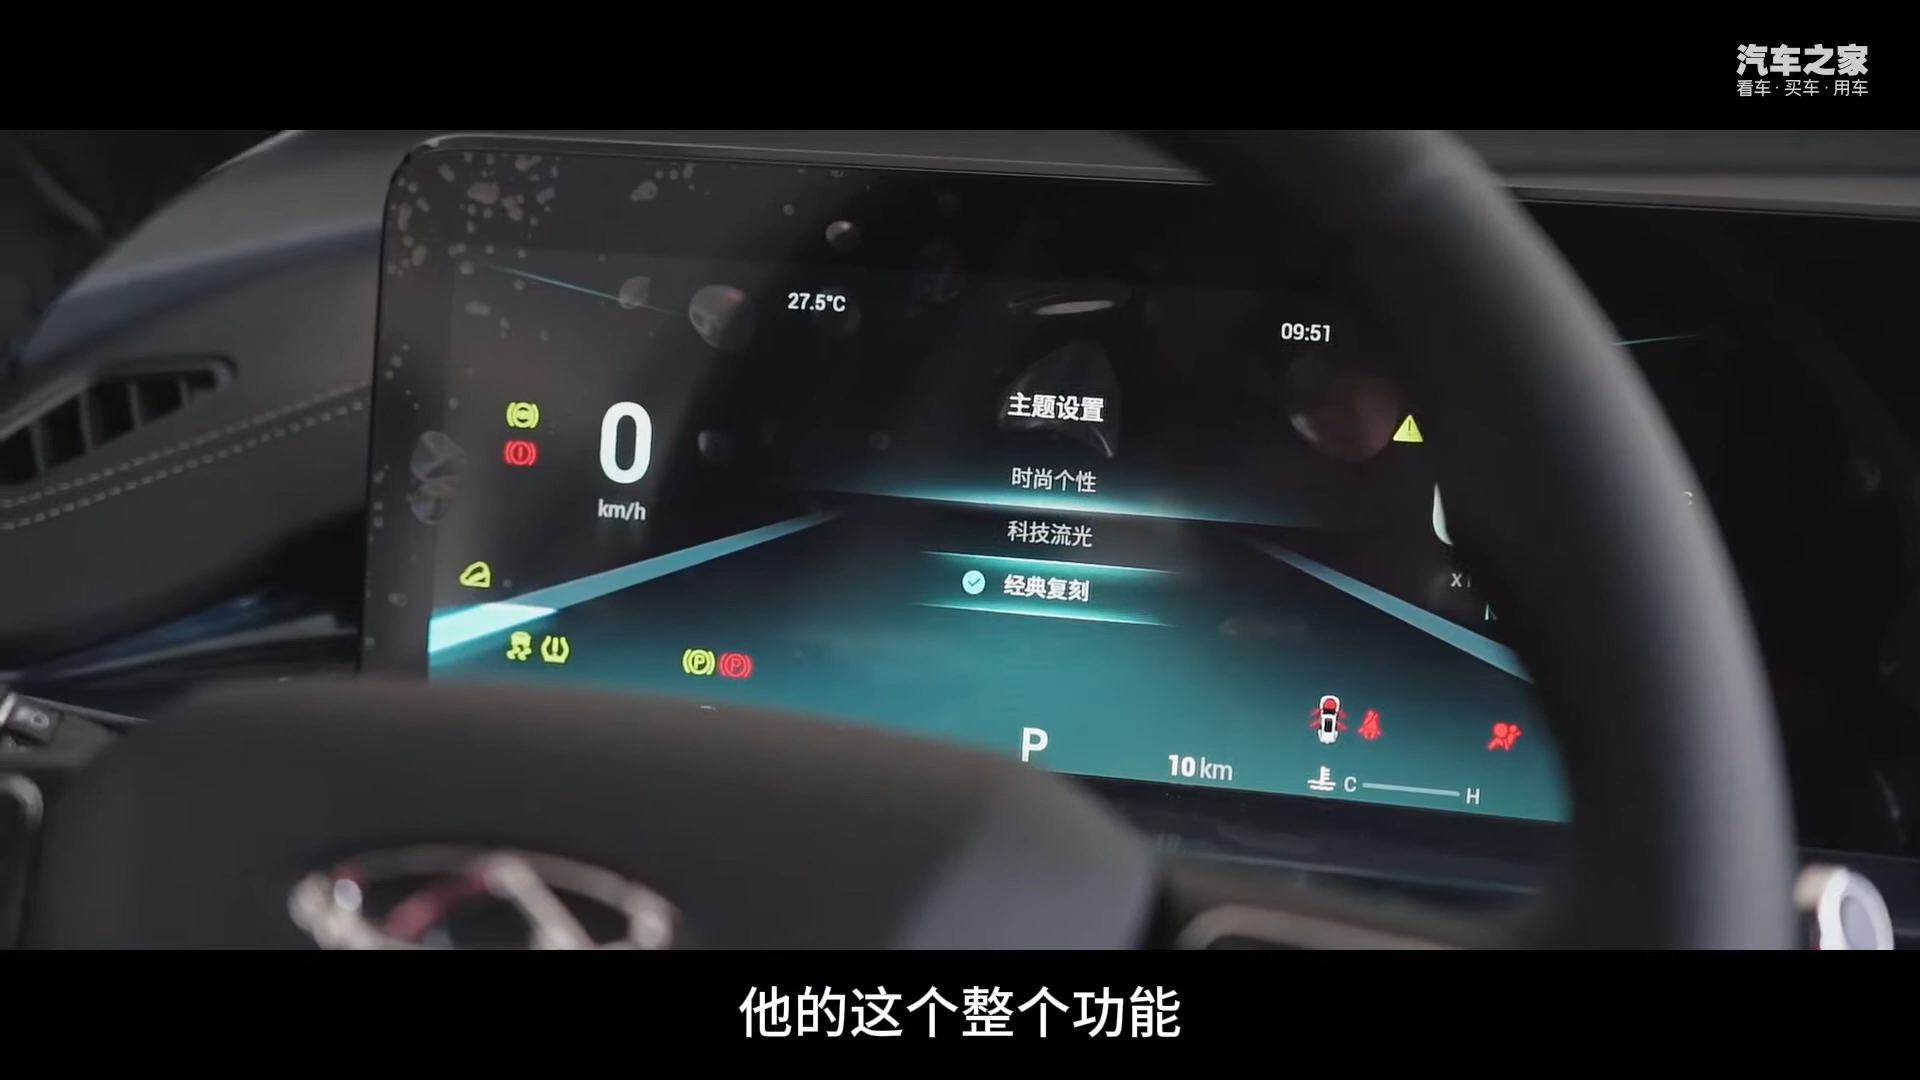 汽车之家
看车·买车·用车
27.5°C
09:51
主题设置
0
km/h
时尚个性
科技流光
经典复刻
P
10 km
C
H
他的这个整个功能